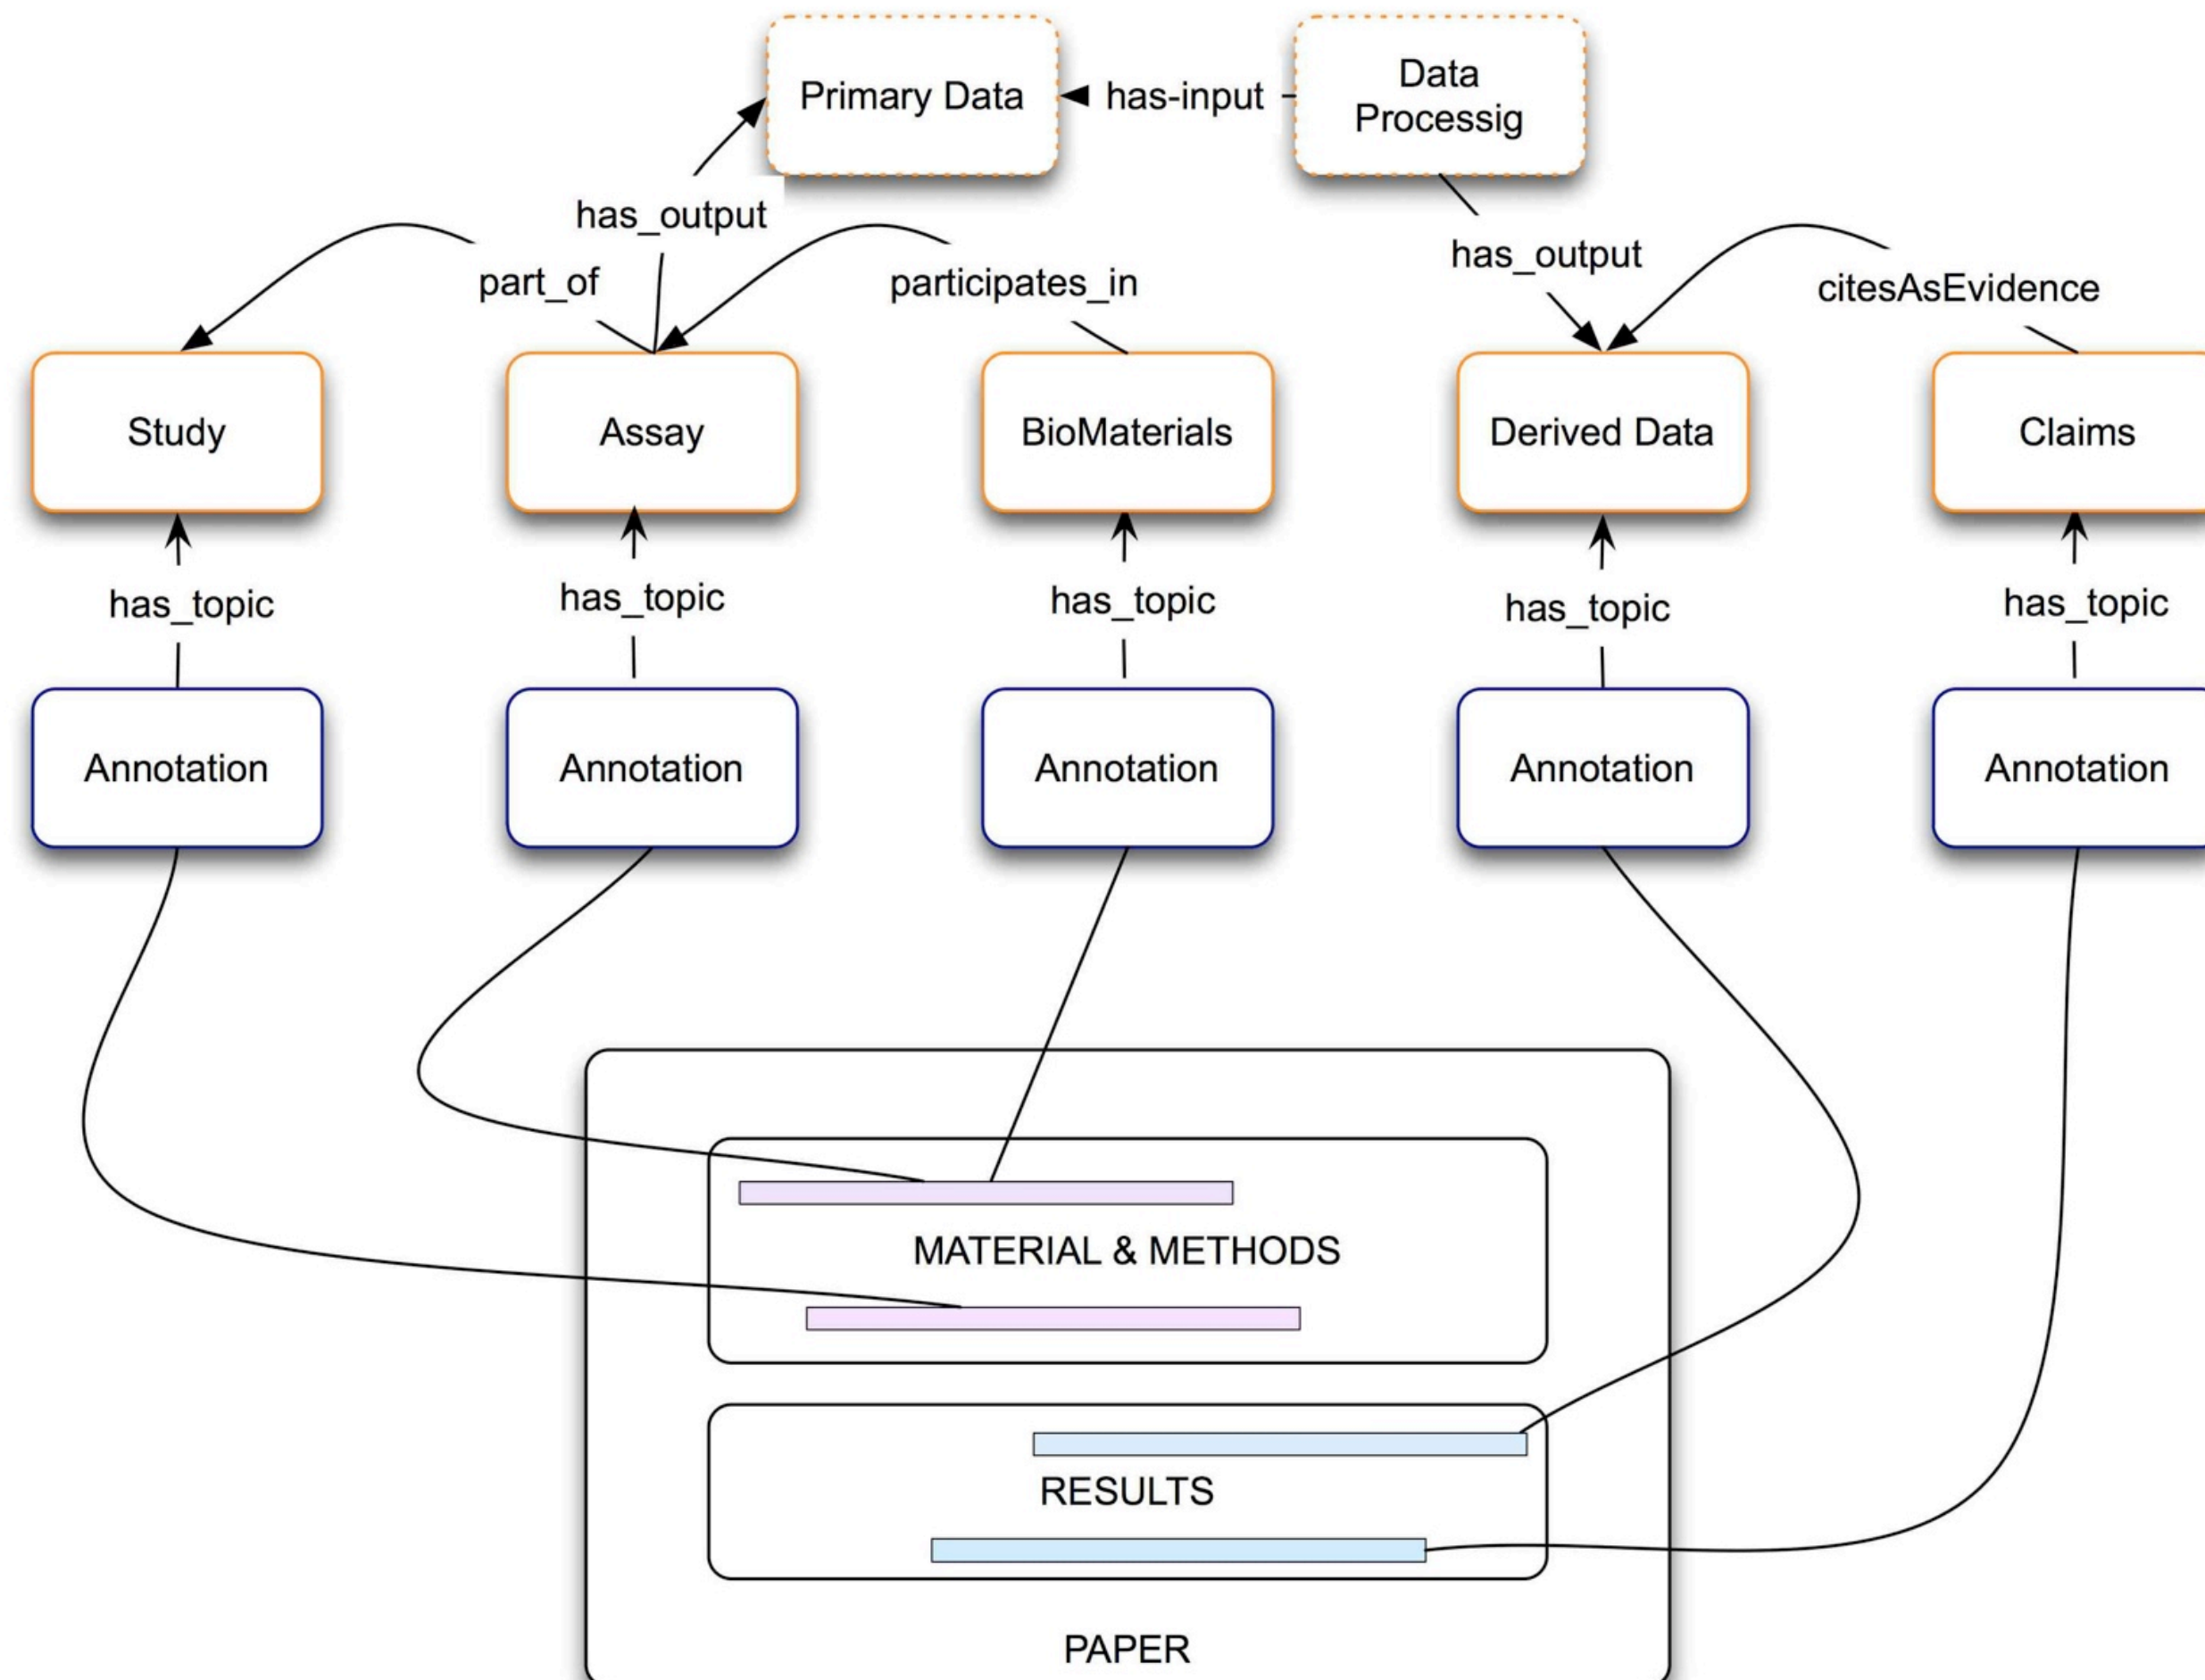 Primary Data
has-input
Data
Processig
has_output
has_output
part_of
participates_in
citesAsEvidence
Study
Assay
BioMaterials
Derived Data
Claims
has_topic
has_topic
has_topic
has_topic
has_topic
Annotation
Annotation
Annotation
Annotation
Annotation
MATERIAL & METHODS
RESULTS
PAPER